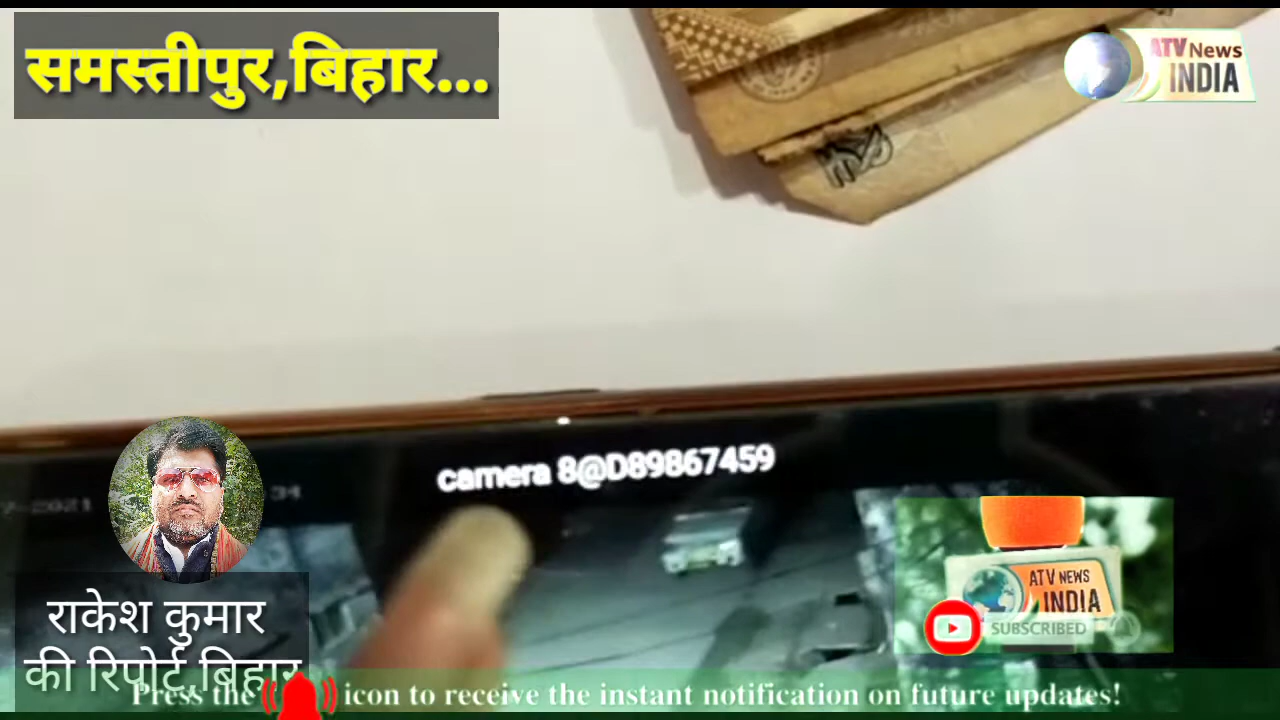 समस्तीपुर,बिहार...
ATV News
INDIA
camera 8@D89867459
राकेश कुमार
की रिपोर्ट,बिहार
ATV NEWS
INDIA
SUBSCRIBED
Press the icon to receive the instant notification on future updates!